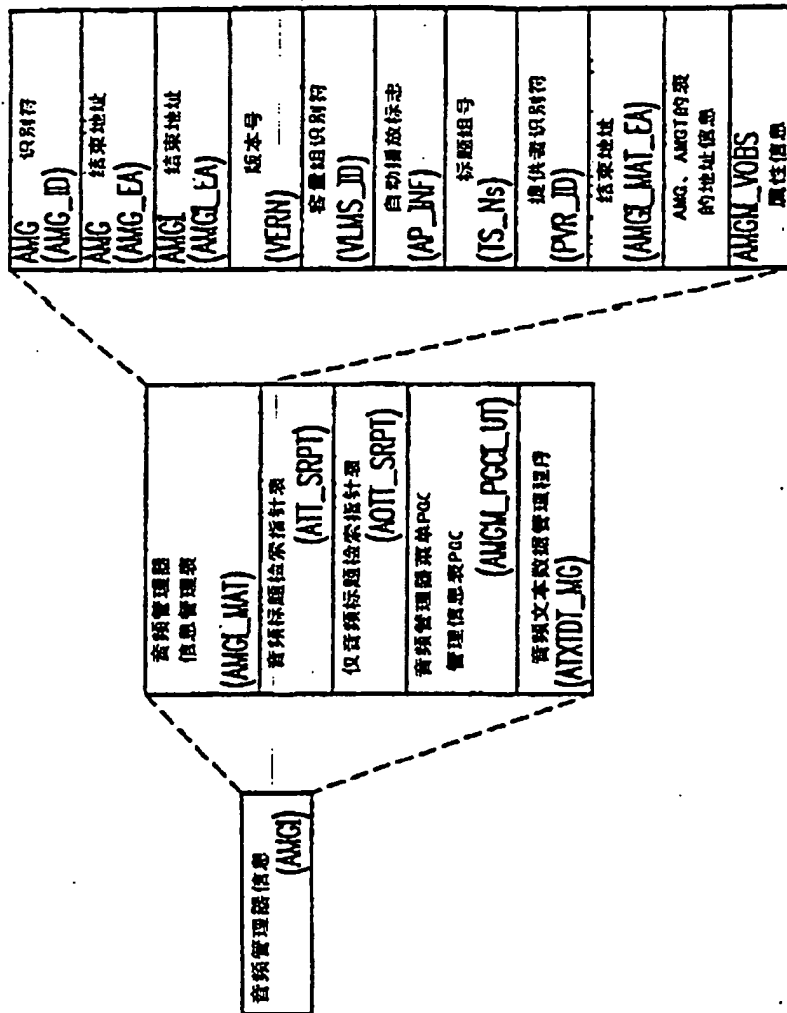 音频管理器信息
(AMGI)
音频管理器
信息管理表
(AMGI_MAT)
音频标题检索指针表
(ATT_SRPT)
仅音频标题检索指针表
(AOTT_SRPT)
音频管理器菜单PGC
管理信息表PGC
(AMGM_PGCI_UT)
音频文本数据管理程序
(ATXTDT_MG)
AMG 识别符
(AMG_ID)
AMG 结束地址
(AMG_EA)
AMGI 结束地址
(AMGI_EA)
版本号
(VERN)
容量组识别符
(VLMS_ID)
自动播放标志
(AP_INF)
标题组号
(TS_Ns)
提供者识别符
(PVR_ID)
结束地址
(AMGI_MAT_EA)
AMG、AMGT的表
的地址信息
AMGM_VOBS
属性信息